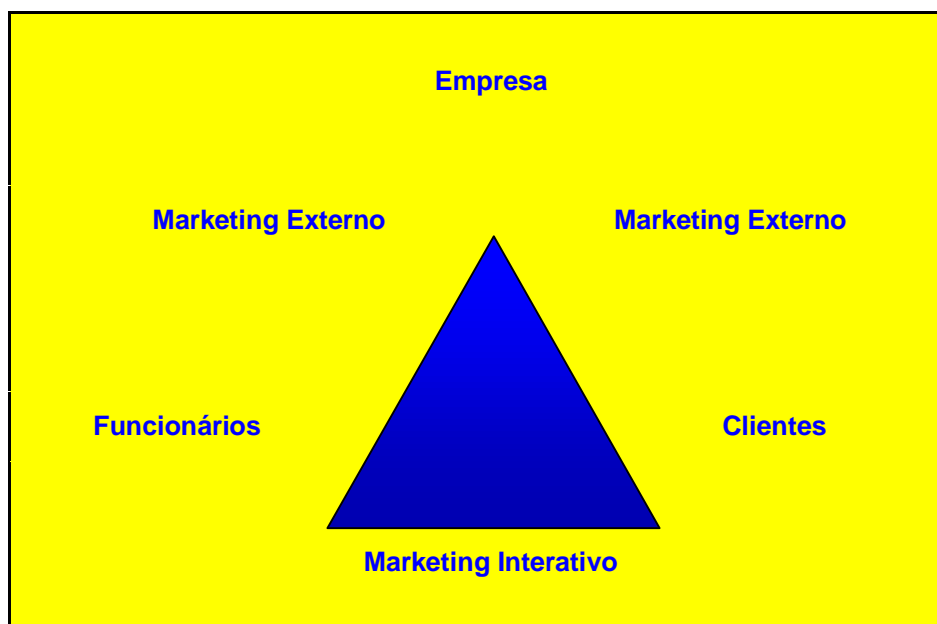 Empresa
Marketing Externo
Marketing Externo
Funcionários
Clientes
Marketing Interativo